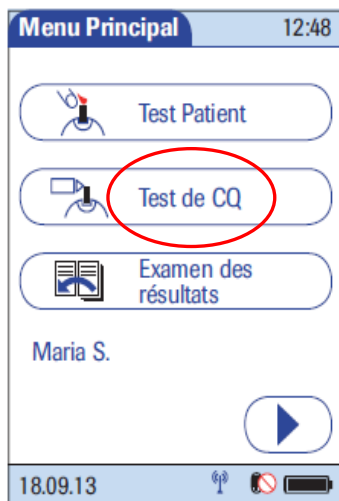 Menu Principal 12:48
Test Patient
Test de CQ
Examen des
résultats
Maria S.
18.09.13